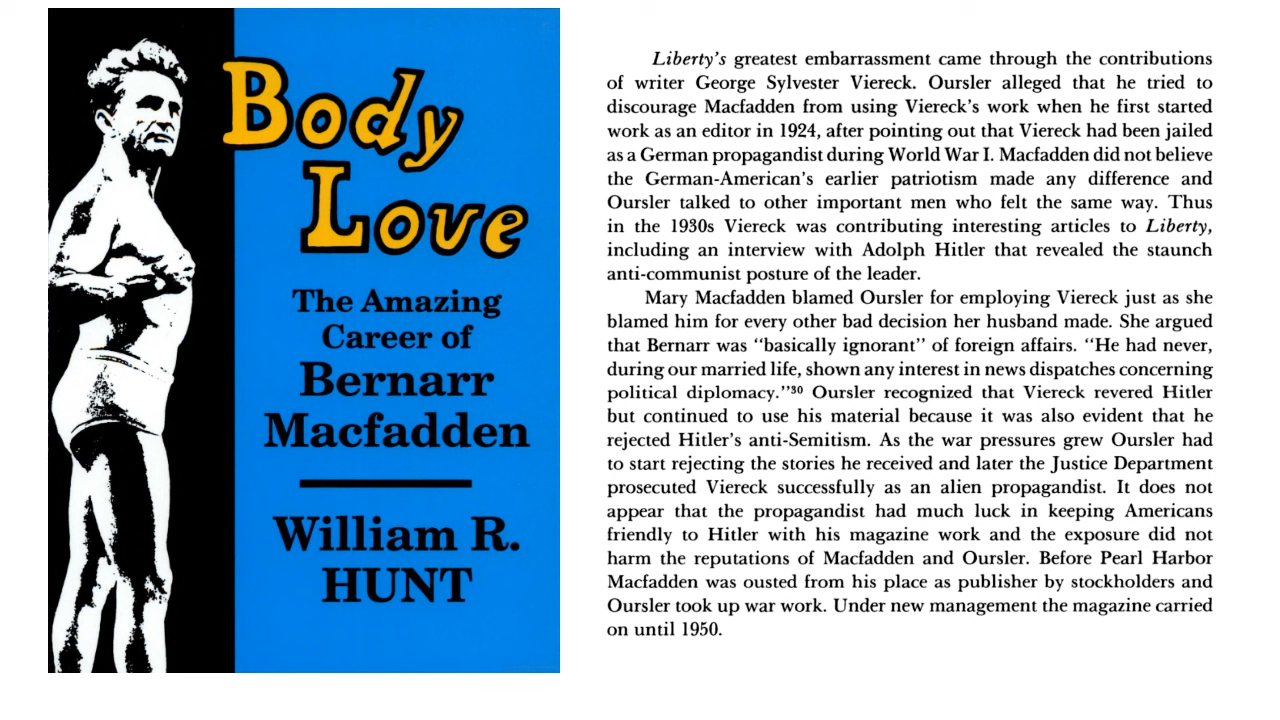 Body
Love
The Amazing
Career of
Bernarr
Macfadden
William R.
HUNT
Liberty's greatest embarrassment came through the contributions
of writer George Sylvester Viereck. Oursler alleged that he tried to
discourage Macfadden from using Viereck's work when he first started
work as an editor in 1924, after pointing out that Viereck had been jailed
as a German propagandist during World War I. Macfadden did not believe
the German-American's earlier patriotism made any difference and
Oursler talked to other important men who felt the same way. Thus
in the 1930s Viereck was contributing interesting articles to Liberty,
including an interview with Adolph Hitler that revealed the staunch
anti-communist posture of the leader.
Mary Macfadden blamed Oursler for employing Viereck just as she
blamed him for every other bad decision her husband made. She argued
that Bernarr was “basically ignorant” of foreign affairs. “He had never,
during our married life, shown any interest in news dispatches concerning
political diplomacy.”³⁰ Oursler recognized that Viereck revered Hitler
but continued to use his material because it was also evident that he
rejected Hitler's anti-Semitism. As the war pressures grew Oursler had
to start rejecting the stories he received and later the Justice Department
prosecuted Viereck successfully as an alien propagandist. It does not
appear that the propagandist had much luck in keeping Americans
friendly to Hitler with his magazine work and the exposure did not
harm the reputations of Macfadden and Oursler. Before Pearl Harbor
Macfadden was ousted from his place as publisher by stockholders and
Oursler took up war work. Under new management the magazine carried
on until 1950.